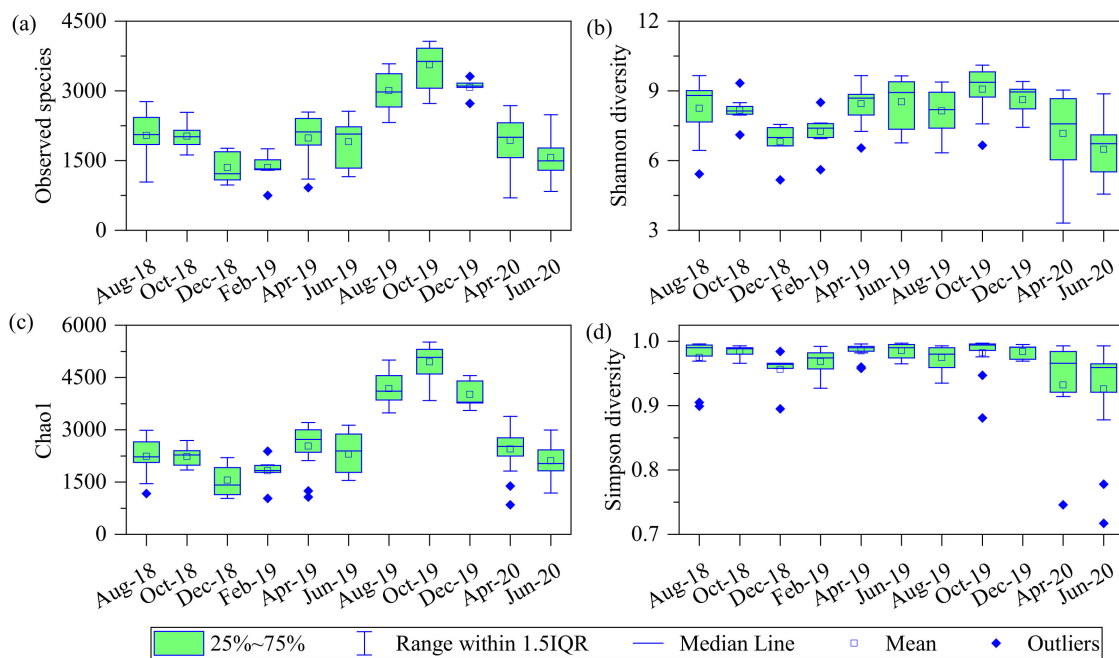 (a)
Observed species
4500
3000
1500
0
Aug-18
Oct-18
Dec-18
Feb-19
Apr-19
Jun-19
Aug-19
Oct-19
Dec-19
Apr-20
Jun-20
(b)
Shannon diversity
12
9
6
3
Aug-18
Oct-18
Dec-18
Feb-19
Apr-19
Jun-19
Aug-19
Oct-19
Dec-19
Apr-20
Jun-20
(c)
Chao1
6000
4500
3000
1500
0
Aug-18
Oct-18
Dec-18
Feb-19
Apr-19
Jun-19
Aug-19
Oct-19
Dec-19
Apr-20
Jun-20
(d)
Simpson diversity
1.0
0.9
0.8
0.7
Aug-18
Oct-18
Dec-18
Feb-19
Apr-19
Jun-19
Aug-19
Oct-19
Dec-19
Apr-20
Jun-20
25%~75% Range within 1.5IQR Median Line Mean Outliers